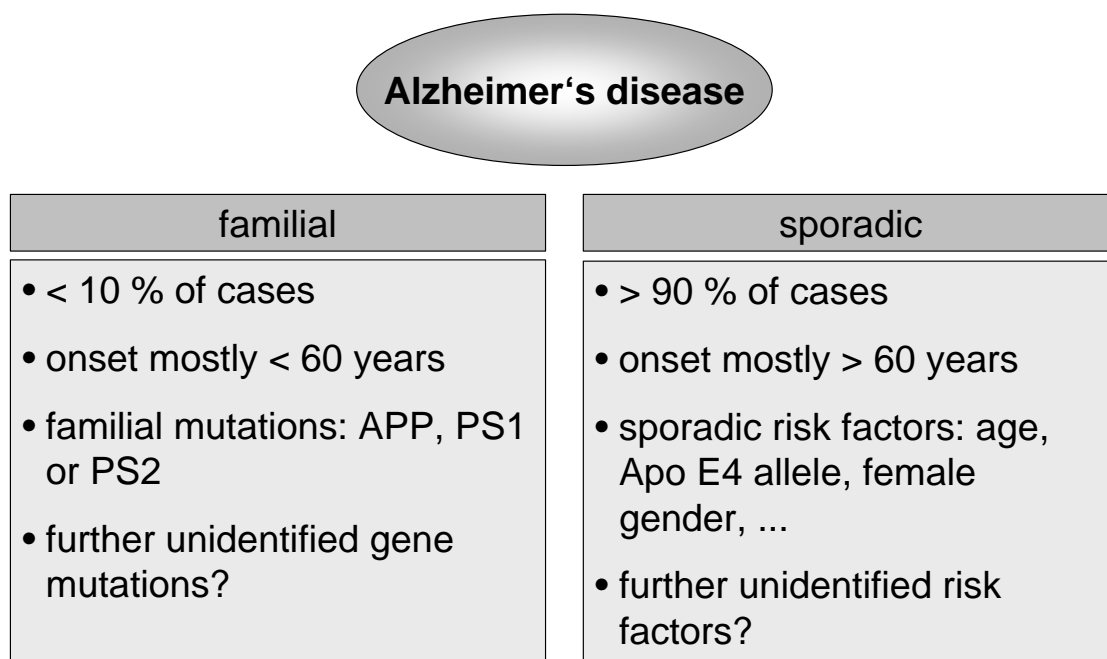 Alzheimer‘s disease
familial
• < 10 % of cases
• onset mostly < 60 years
• familial mutations: APP, PS1
or PS2
• further unidentified gene
mutations?
sporadic
• > 90 % of cases
• onset mostly > 60 years
• sporadic risk factors: age,
Apo E4 allele, female
gender, ...
• further unidentified risk
factors?